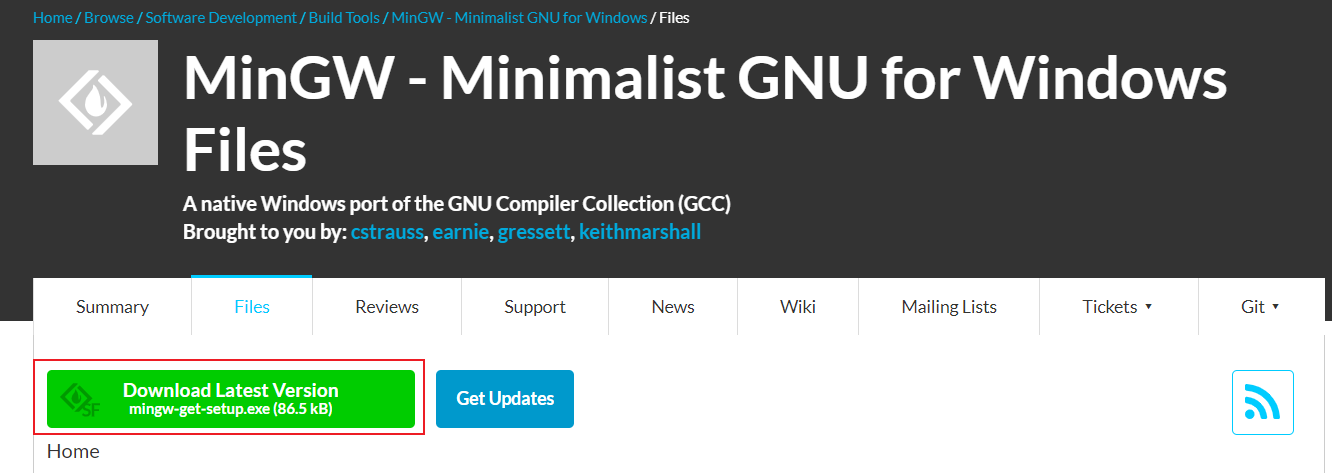 Home / Browse / Software Development / Build Tools / MinGW - Minimalist GNU for Windows / Files
MinGW - Minimalist GNU for Windows
Files
A native Windows port of the GNU Compiler Collection (GCC)
Brought to you by: cstrauss, earnie, gressett, keithmarshall
Summary Files Reviews Support News Wiki Mailing Lists Tickets ▾ Git ▾
Download Latest Version
SF mingw-get-setup.exe (86.5 kB)
Get Updates
Home